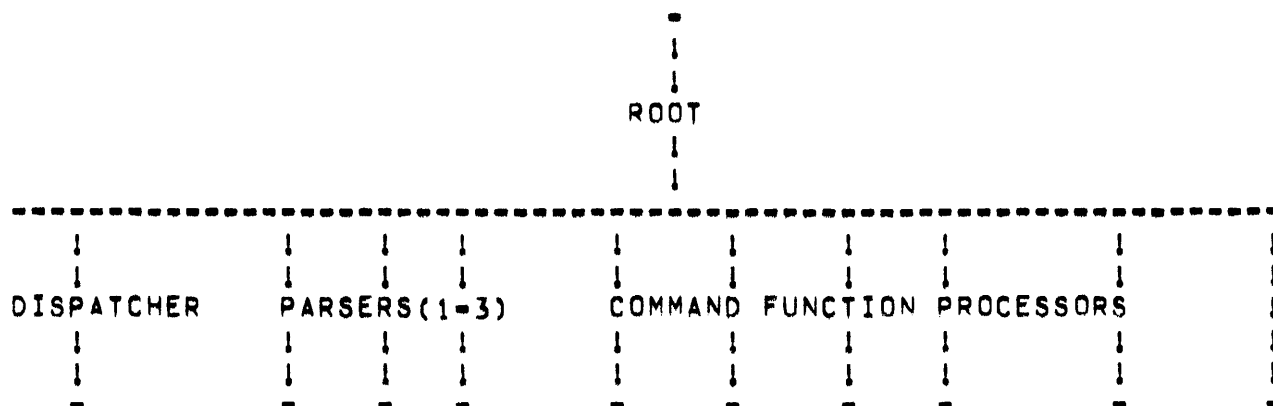 ROOT
DISPATCHER PARSERS(1-3) COMMAND FUNCTION PROCESSORS